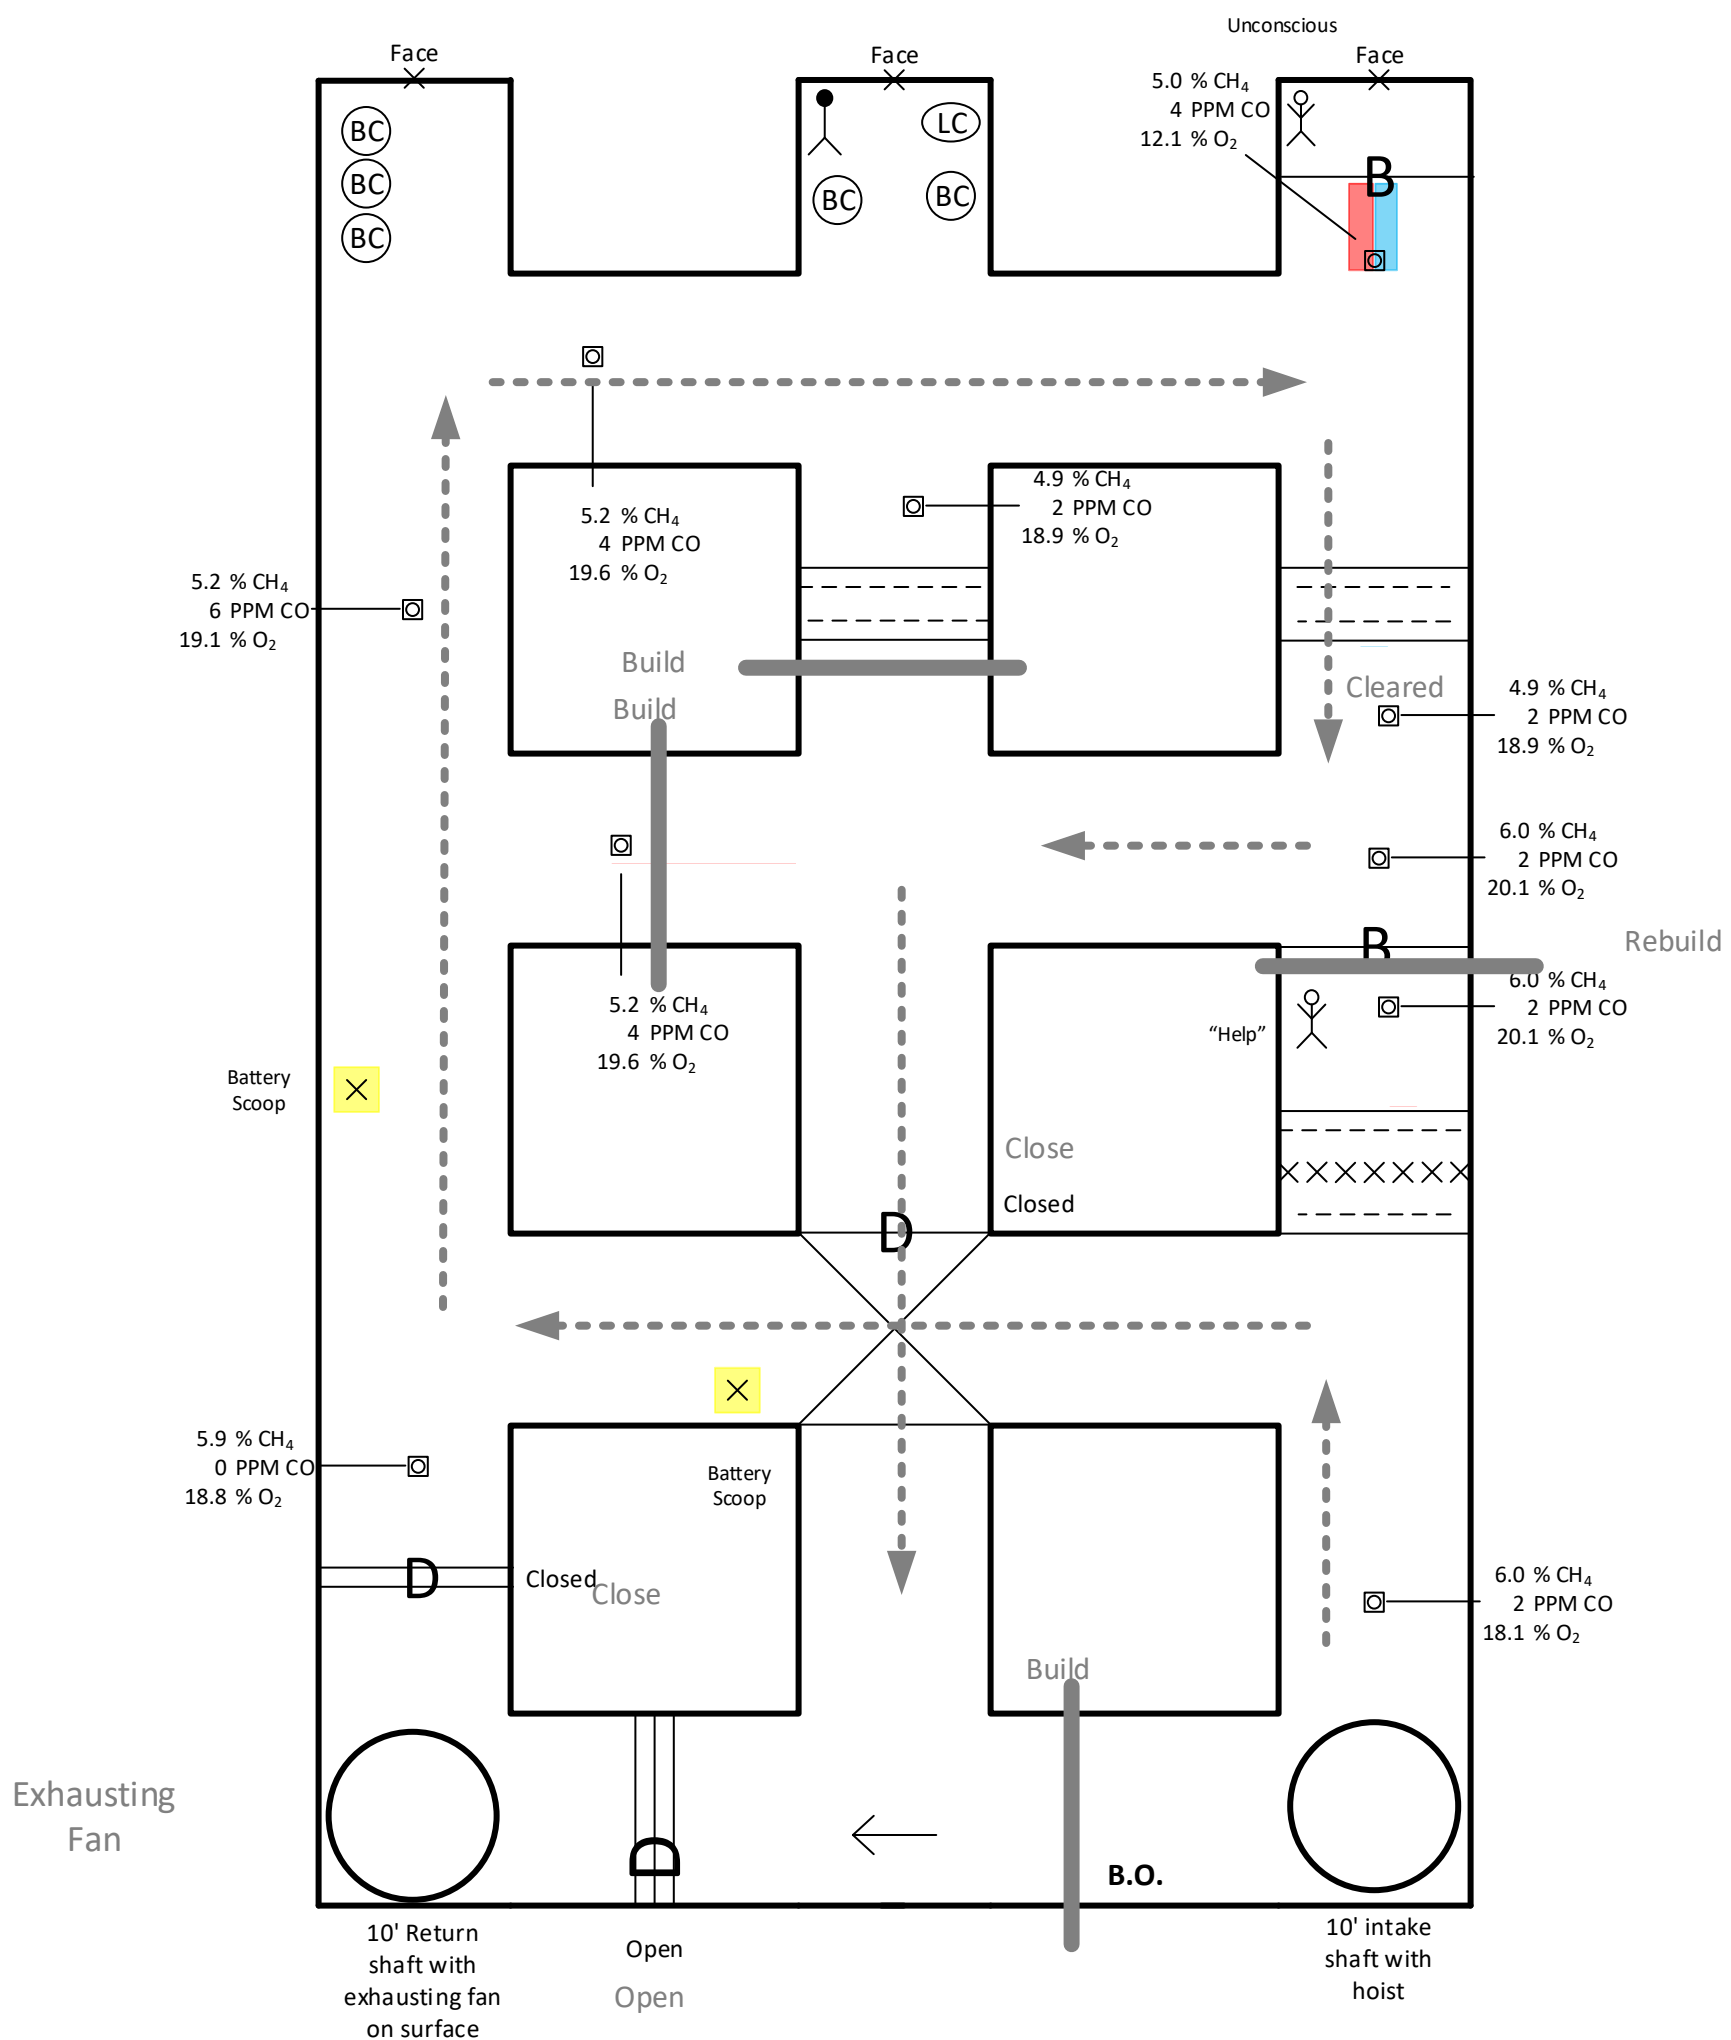 Unconscious
Face
Face
Face
5.0 % CH₄
4 PPM CO
12.1 % O₂
BC
BC
BC
LC
BC
BC
B
5.2 % CH₄
4 PPM CO
19.6 % O₂
4.9 % CH₄
2 PPM CO
18.9 % O₂
5.2 % CH₄
6 PPM CO
19.1 % O₂
Build
Build
Cleared
4.9 % CH₄
2 PPM CO
18.9 % O₂
6.0 % CH₄
2 PPM CO
20.1 % O₂
B
Rebuild
6.0 % CH₄
2 PPM CO
20.1 % O₂
5.2 % CH₄
4 PPM CO
19.6 % O₂
“Help”
Battery
Scoop
Close
Closed
D
5.9 % CH₄
0 PPM CO
18.8 % O₂
Battery
Scoop
D
Closed
Close
6.0 % CH₄
2 PPM CO
18.1 % O₂
Build
Exhausting
Fan
D
B.O.
10' Return
shaft with
exhausting fan
on surface
Open
Open
10' intake
shaft with
hoist